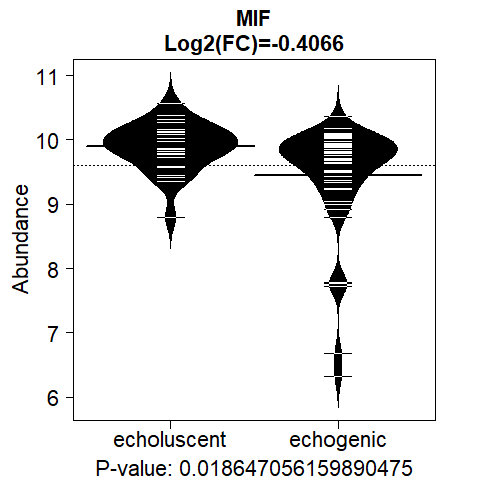 MIF
Log2(FC)=-0.4066
11
10
9
8
7
6
Abundance
echoluscent echogenic
P-value: 0.018647056159890475